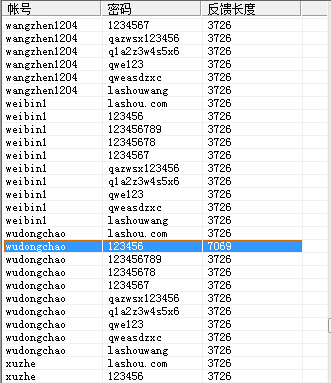 帐号 密码 反馈长度
wangzhen1204 1234567 3726
wangzhen1204 qazwsx123456 3726
wangzhen1204 q1a2z3w4s5x6 3726
wangzhen1204 qwe123 3726
wangzhen1204 qweasdzxc 3726
wangzhen1204 lashouwang 3726
weibin1 lashou.com 3726
weibin1 123456 3726
weibin1 123456789 3726
weibin1 12345678 3726
weibin1 1234567 3726
weibin1 qazwsx123456 3726
weibin1 q1a2z3w4s5x6 3726
weibin1 qwe123 3726
weibin1 qweasdzxc 3726
weibin1 lashouwang 3726
wudongchao lashou.com 3726
wudongchao 123456 7069
wudongchao 123456789 3726
wudongchao 12345678 3726
wudongchao 1234567 3726
wudongchao qazwsx123456 3726
wudongchao q1a2z3w4s5x6 3726
wudongchao qwe123 3726
wudongchao qweasdzxc 3726
wudongchao lashouwang 3726
xuzhe lashou.com 3726
xuzhe 123456 3726